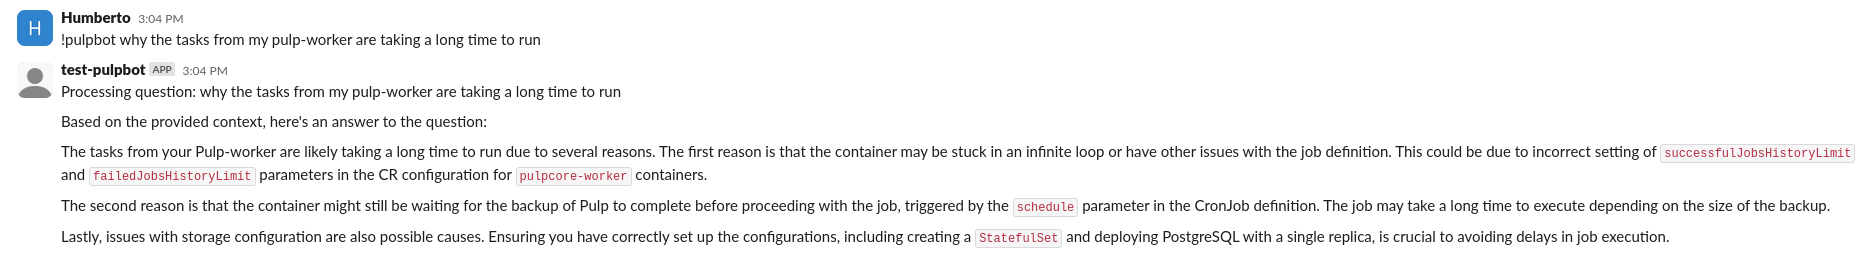 H
Humberto 3:04 PM
!pulpbot why the tasks from my pulp-worker are taking a long time to run
test-pulpbot APP 3:04 PM
Processing question: why the tasks from my pulp-worker are taking a long time to run
Based on the provided context, here's an answer to the question:
The tasks from your Pulp-worker are likely taking a long time to run due to several reasons. The first reason is that the container may be stuck in an infinite loop or have other issues with the job definition. This could be due to incorrect setting of successfulJobsHistoryLimit
and failedJobsHistoryLimit parameters in the CR configuration for pulpcore-worker containers.
The second reason is that the container might still be waiting for the backup of Pulp to complete before proceeding with the job, triggered by the schedule parameter in the CronJob definition. The job may take a long time to execute depending on the size of the backup.
Lastly, issues with storage configuration are also possible causes. Ensuring you have correctly set up the configurations, including creating a StatefulSet and deploying PostgreSQL with a single replica, is crucial to avoiding delays in job execution.